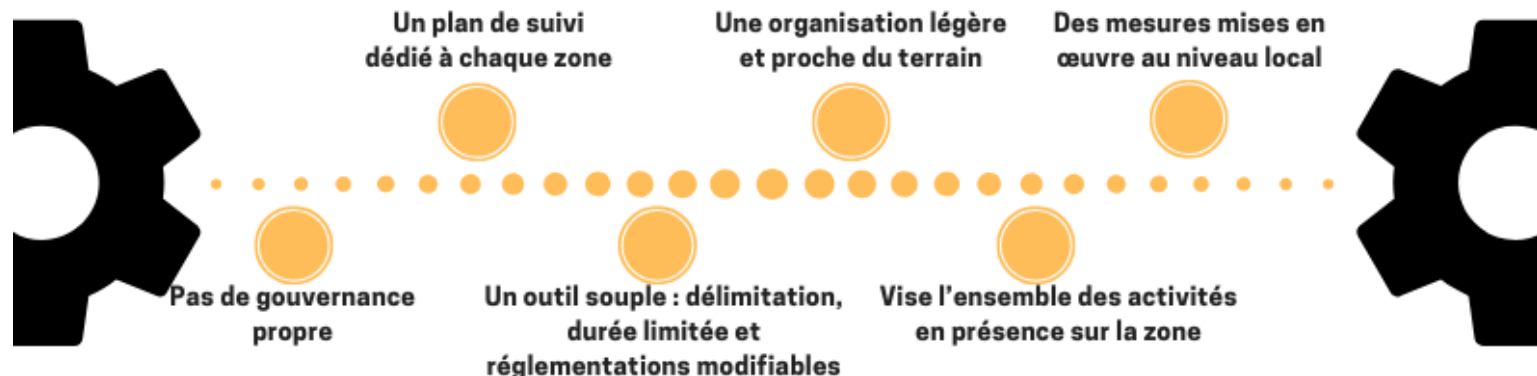 Un plan de suivi
dédié à chaque zone
Une organisation légère
et proche du terrain
Des mesures mises en
œuvre au niveau local
Pas de gouvernance
propre
Un outil souple : délimitation,
durée limitée et
réglementations modifiables
Vise l’ensemble des activités
en présence sur la zone